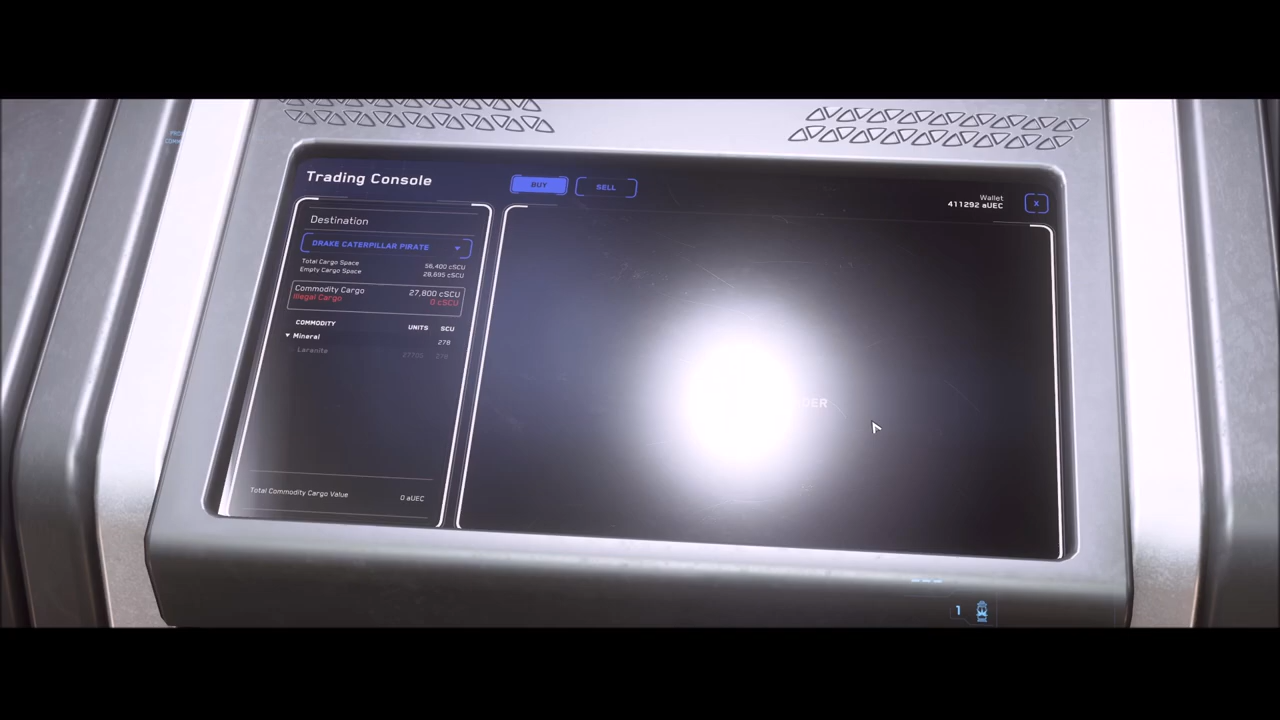 Trading Console
BUY
SELL
Wallet
411292 aUEC
X
Destination
DRAKE CATERPILLAR PIRATE
Total Cargo Space 56,400 cSCU
Empty Cargo Space 28,695 cSCU
Commodity Cargo 27,800 cSCU
Illegal Cargo 0 cSCU
COMMODITY UNITS SCU
Mineral 278
Laranite
Total Commodity Cargo Value 0 aUEC
1